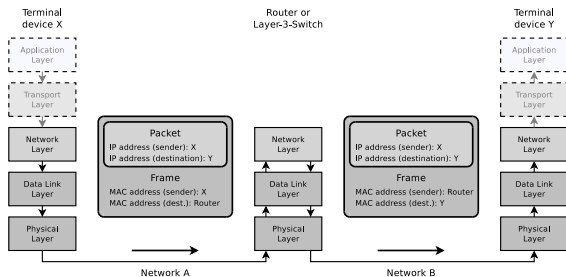 Terminal
device X
Router or
Layer-3-Switch
Terminal
device Y
Application
Layer
Transport
Layer
Network
Layer
Data Link
Layer
Physical
Layer
Packet
IP address (sender): X
IP address (destination): Y
Frame
MAC address (sender): X
MAC address (dest.): Router
Network
Layer
Data Link
Layer
Physical
Layer
Packet
IP address (sender): X
IP address (destination): Y
Frame
MAC address (sender): Router
MAC address (dest.): Y
Application
Layer
Transport
Layer
Network
Layer
Data Link
Layer
Physical
Layer
Network A
Network B